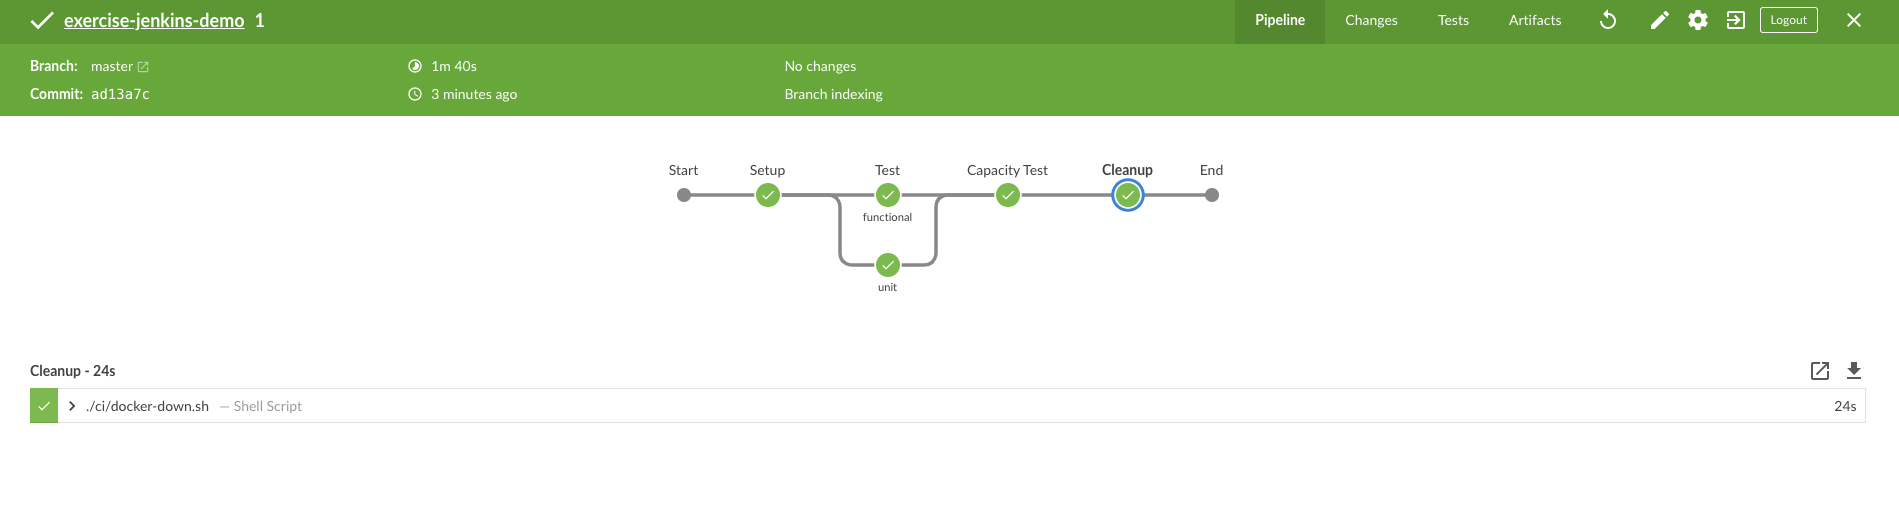 exercise-jenkins-demo 1 Pipeline Changes Tests Artifacts Logout
Branch: master 1m 40s No changes
Commit: ad13a7c 3 minutes ago Branch indexing
Start Setup Test Capacity Test Cleanup End
functional
unit
Cleanup - 24s
./ci/docker-down.sh — Shell Script 24s